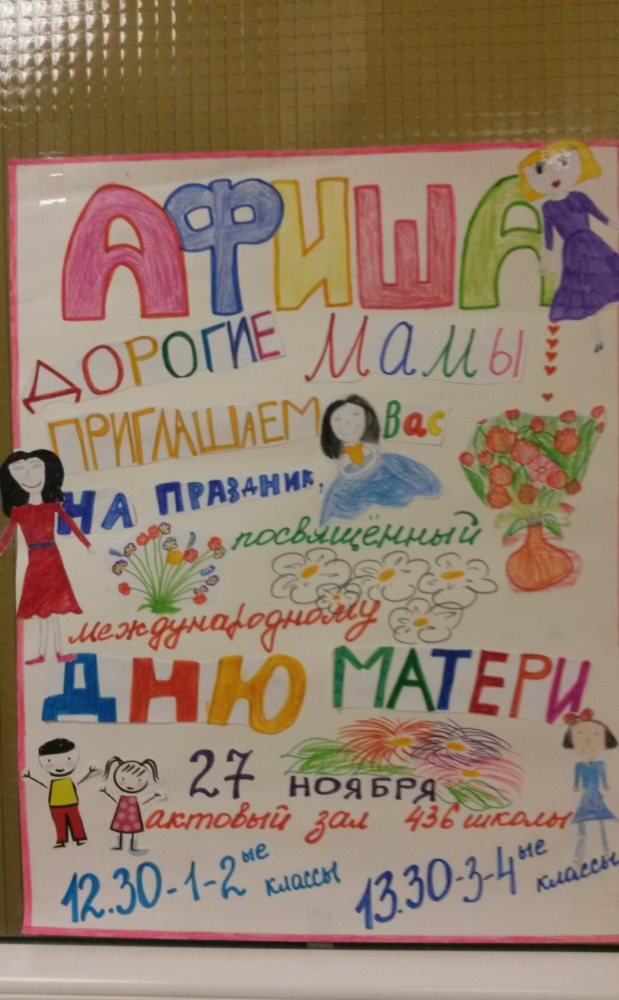 АФИША
ДОРОГИЕ МАМЫ
ПРИГЛАШАЕМ Вас
НА ПРАЗДНИК,
посвящённый
международному
ДНЮ МАТЕРИ
27 НОЯБРЯ
актовый зал 436 школы
12.30-1-2ые классы 13.30-3-4ые классы